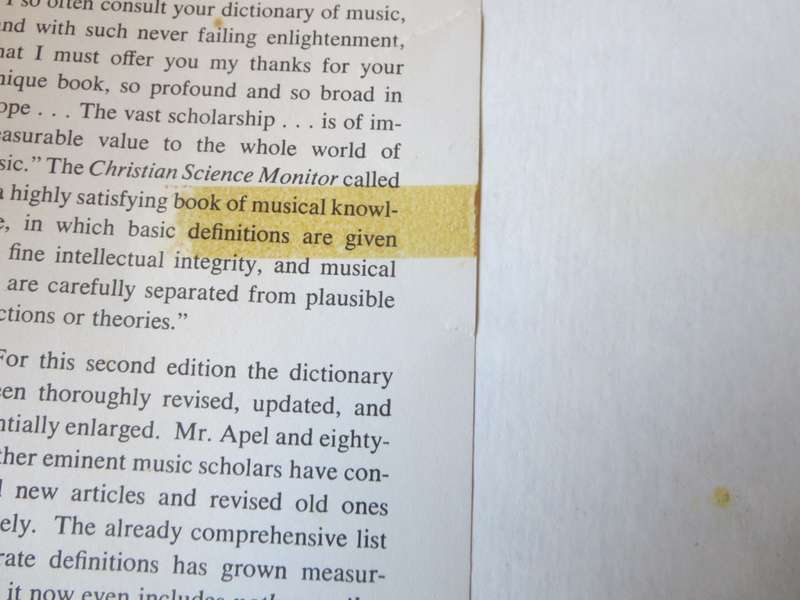 I so often consult your dictionary of music,
and with such never failing enlightenment,
hat I must offer you my thanks for your
nique book, so profound and so broad in
ope . . . The vast scholarship . . . is of im-
easurable value to the whole world of
sic.” The Christian Science Monitor called
a highly satisfying book of musical knowl-
e, in which basic definitions are given
fine intellectual integrity, and musical
are carefully separated from plausible
ctions or theories.”
For this second edition the dictionary
een thoroughly revised, updated, and
ntially enlarged. Mr. Apel and eighty-
ther eminent music scholars have con-
new articles and revised old ones
ely. The already comprehensive list
rate definitions has grown measur-
it now even includes